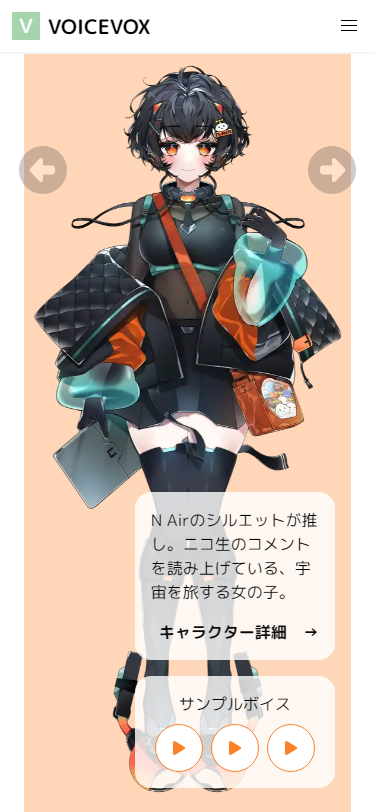 V VOICEVOX
N Airのシルエットが推
し。ニコ生のコメント
を読み上げている、宇
宙を旅する女の子。
キャラクター詳細 →
サンプルボイス